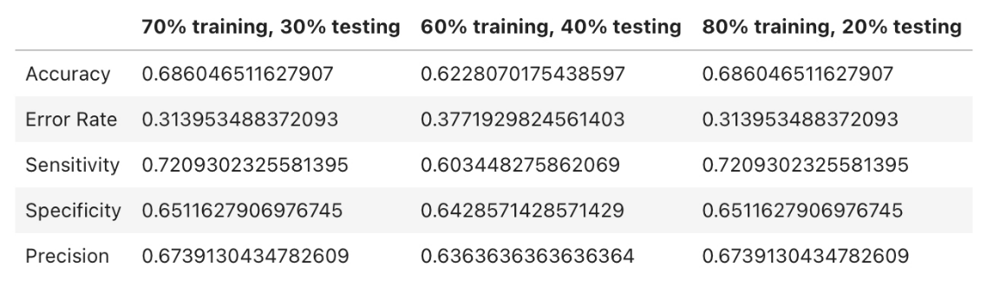 70% training, 30% testing 60% training, 40% testing 80% training, 20% testing
Accuracy 0.686046511627907 0.6228070175438597 0.686046511627907
Error Rate 0.313953488372093 0.3771929824561403 0.313953488372093
Sensitivity 0.7209302325581395 0.603448275862069 0.7209302325581395
Specificity 0.6511627906976745 0.6428571428571429 0.6511627906976745
Precision 0.6739130434782609 0.6363636363636364 0.6739130434782609